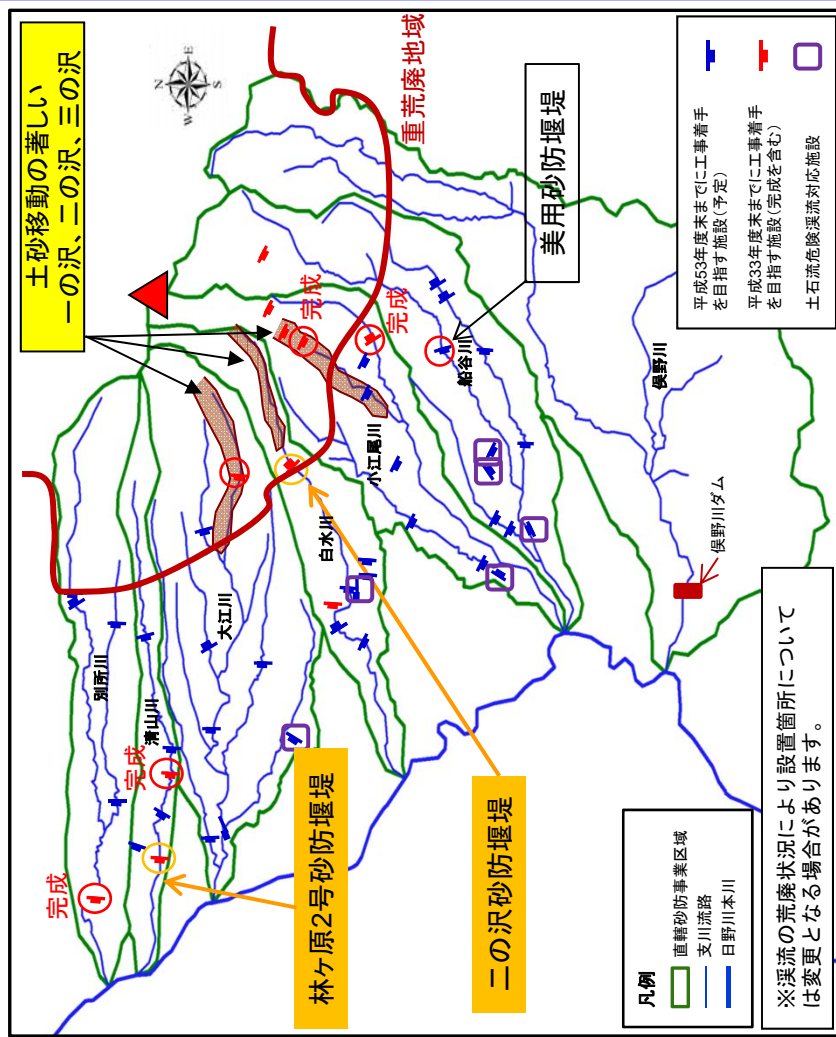 土砂移動の著しい
一の沢、二の沢、三の沢
N
E
S
W
重荒廃地域
美用砂防堰堤
完成
完成
完成
完成
別所川
清山川
大江川
白水川
小江尾川
船谷川
俣野川
俣野川ダム
林ヶ原2号砂防堰堤
二の沢砂防堰堤
凡例
直轄砂防事業区域
支川流路
日野川本川
※渓流の荒廃状況により設置箇所について
は変更となる場合があります。
平成53年度末までに工事着手
を目指す施設(予定)
平成33年度末までに工事着手
を目指す施設(完成を含む)
土石流危険渓流対応施設